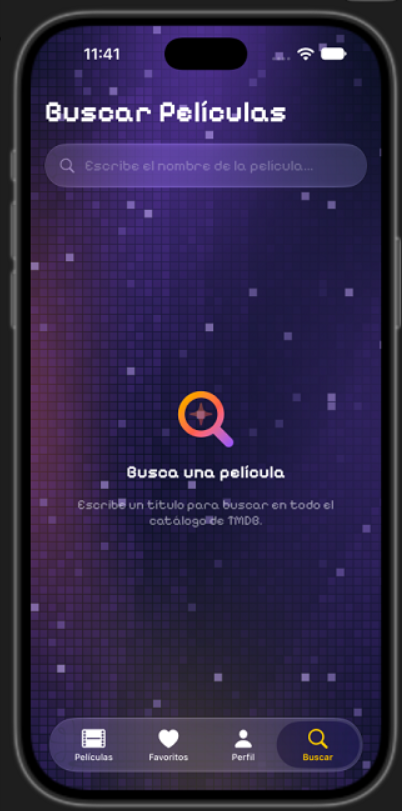 11:41
Buscar Películas
Escribe el nombre de la película...
Busca una película
Escribe un título para buscar en todo el
catálogo de TMDB.
Películas
Favoritos
Perfil
Buscar